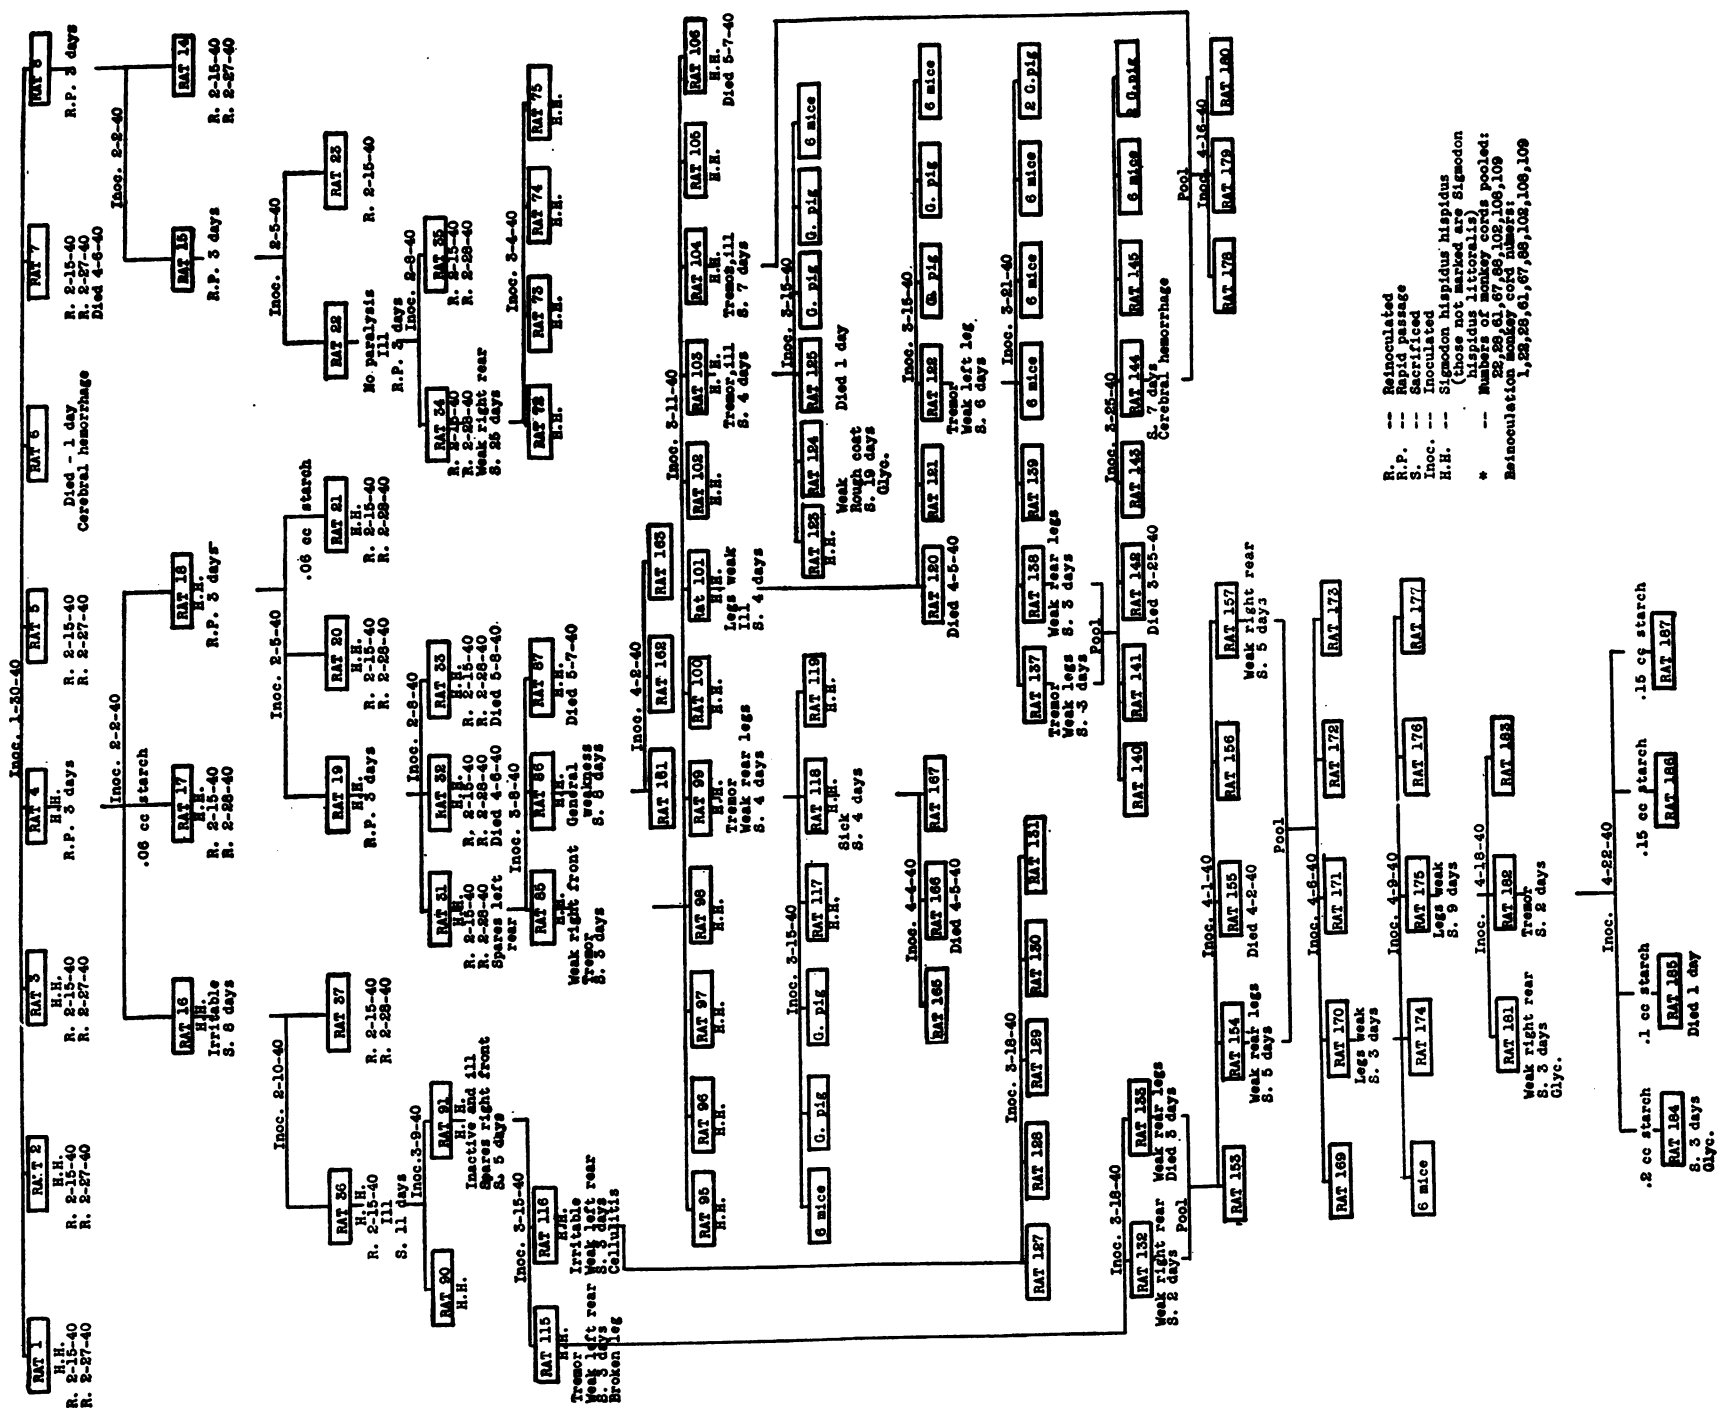 Inoc. 1-30-40
RAT 1
H.H.
R. 2-15-40
R. 2-27-40
RAT 2
H.H.
R. 2-15-40
R. 2-27-40
RAT 3
H.H.
R. 2-15-40
R. 2-27-40
RAT 4
H.H.
R.P. 3 days
RAT 5
R. 2-15-40
R. 2-27-40
RAT 6
Died - 1 day
Cerebral hemorrhage
RAT 7
R. 2-15-40
R. 2-27-40
Died 4-6-40
RAT
R.P. 3 days
Inoc. 2-2-40
.06 cc starch
RAT 16
H.H.
Irritable
S. 8 days
RAT 17
H.H.
R. 2-15-40
R. 2-28-40
RAT 18
H.H.
R.P. 3 days
Inoc. 2-2-40
RAT 15
R.P. 3 days
RAT 14
R. 2-15-40
R. 2-27-40
Inoc. 2-10-40
RAT 36
H.H.
R. 2-15-40
Ill
S. 11 days
RAT 37
R. 2-15-40
R. 2-28-40
Inoc. 2-5-40
.06 cc starch
RAT 19
H.H.
R.P. 3 days
RAT 20
H.H.
R. 2-15-40
R. 2-28-40
RAT 21
H.H.
R. 2-15-40
R. 2-28-40
Inoc. 2-5-40
RAT 22
No paralysis
Ill
R.P. 3 days
RAT 23
R. 2-15-40
Inoc. 3-9-40
RAT 90
H.H.
RAT 91
H.H.
Inactive and ill
Spares right front
S. 5 days
Inoc. 2-8-40
RAT 31
H.H.
R. 2-15-40
R. 2-28-40
Spares left
rear
RAT 32
H.H.
R. 2-15-40
R. 2-28-40
Died 4-6-40
RAT 33
H.H.
R. 2-15-40
R. 2-28-40
Died 5-8-40
Inoc. 2-8-40
RAT 34
R. 2-15-40
R. 2-28-40
Weak right rear
S. 25 days
RAT 35
R. 2-15-40
R. 2-28-40
Inoc. 3-15-40
RAT 115
H.H.
Tremor
Weak left rear
S. 3 days
Broken leg
RAT 116
H.H.
Irritable
Weak left rear
S. 3 days
Cellulitis
Inoc. 3-8-40
RAT 85
H.H.
Weak right front
Tremor
S. 3 days
RAT 86
H.H.
General
weakness
S. 8 days
RAT 87
H.H.
Died 5-7-40
Inoc. 3-4-40
RAT 72
H.H.
RAT 73
H.H.
RAT 74
H.H.
RAT 75
H.H.
Inoc. 4-2-40
RAT 161
RAT 162
RAT 163
Inoc. 3-11-40
RAT 95
H.H.
RAT 96
H.H.
RAT 97
H.H.
RAT 98
H.H.
RAT 99
H.H.
Tremor
Weak rear legs
S. 4 days
RAT 100
H.H.
Rat 101
H.H.
Legs weak
Ill
S. 4 days
RAT 102
H.H.
RAT 103
H.H.
Tremor, ill
S. 4 days
RAT 104
H.H.
Tremor, ill
S. 7 days
RAT 105
H.H.
RAT 106
H.H.
Died 5-7-40
Inoc. 3-15-40
6 mice
G. pig
G. pig
RAT 117
H.H.
RAT 118
H.H.
Sick
S. 4 days
RAT 119
H.H.
Inoc. 3-15-40
RAT 123
H.H.
RAT 124
Weak
Rough coat
S. 19 days
Glyc.
RAT 125
Died 1 day
G. pig
G. pig
6 mice
Inoc. 4-4-40
RAT 165
RAT 166
Died 4-5-40
RAT 167
Inoc. 3-15-40
RAT 120
Died 4-5-40
RAT 121
RAT 122
Tremor
Weak left leg
S. 6 days
G. pig
G. pig
6 mice
Inoc. 3-18-40
RAT 127
RAT 128
RAT 129
RAT 130
RAT 131
Inoc. 3-21-40
RAT 137
Tremor
Weak legs
S. 3 days
RAT 138
Weak rear legs
S. 3 days
RAT 139
6 mice
6 mice
6 mice
2 G.pig
Pool
Inoc. 3-18-40
RAT 132
Weak right rear
S. 2 days
RAT 133
Weak rear legs
Died 3 days
Pool
Inoc. 3-25-40
RAT 140
RAT 141
RAT 142
Died 3-25-40
RAT 143
RAT 144
S. 7 days
Cerebral hemorrhage
RAT 145
6 mice
2 G.pig
Pool
Inoc. 4-1-40
RAT 153
RAT 154
Weak rear legs
S. 5 days
RAT 155
Died 4-2-40
RAT 156
RAT 157
Weak right rear
S. 5 days
Pool
Inoc. 4-16-40
RAT 178
RAT 179
RAT 180
Inoc. 4-6-40
RAT 169
RAT 170
Legs weak
S. 3 days
RAT 171
RAT 172
RAT 173
Inoc. 4-9-40
6 mice
RAT 174
RAT 175
Legs weak
S. 9 days
RAT 176
RAT 177
Inoc. 4-18-40
RAT 181
Weak right rear
S. 3 days
Glyc.
RAT 182
Tremor
S. 2 days
RAT 183
Inoc. 4-22-40
.2 cc starch
RAT 184
S. 3 days
Glyc.
.1 cc starch
RAT 185
Died 1 day
.15 cc starch
RAT 186
.15 cc starch
RAT 187
R. -- Reinoculated
R.P. -- Rapid passage
S. -- Sacrificed
Inoc. -- Inoculated
H.H. -- Sigmodon hispidus hispidus
(those not marked are Sigmodon
hispidus littoralis)
* -- Numbers of monkey cords pooled:
22,28,61,67,88,102,108,109
Reinoculation monkey cord numers:
1,22,28,61,67,88,102,108,109